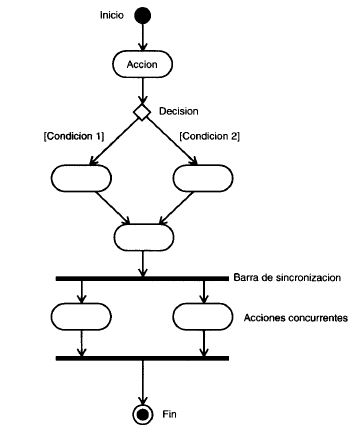 Inicio
Accion
Decision
[Condicion 1]
[Condicion 2]
Barra de sincronizacion
Acciones concurrentes
Fin